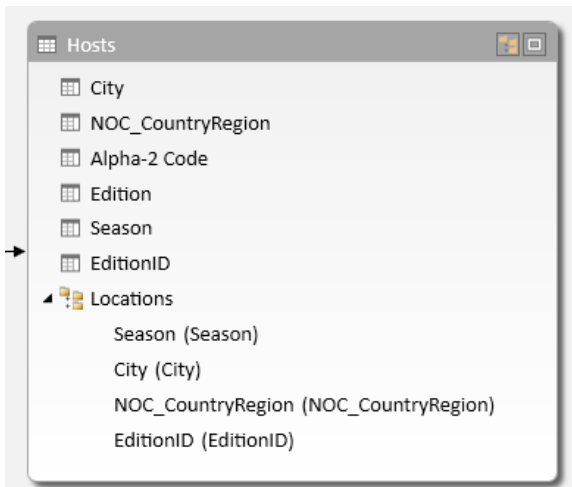 Hosts
City
NOC_CountryRegion
Alpha-2 Code
Edition
Season
EditionID
Locations
Season (Season)
City (City)
NOC_CountryRegion (NOC_CountryRegion)
EditionID (EditionID)